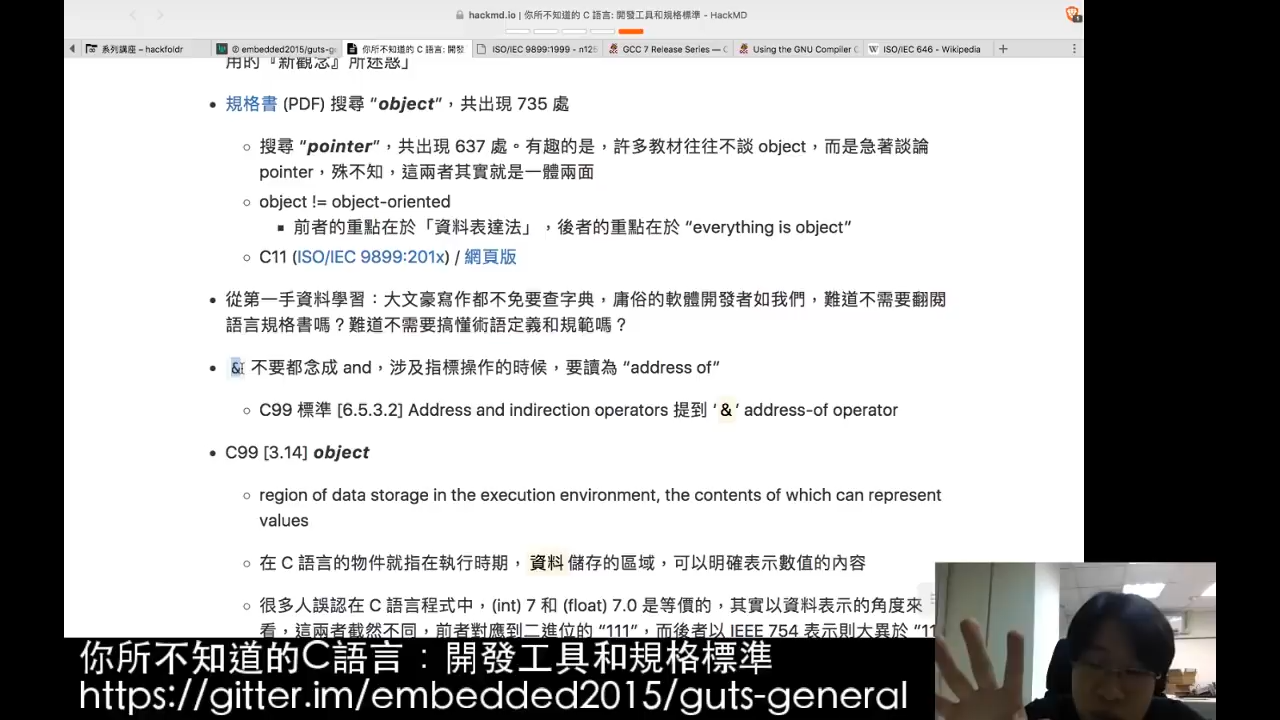 hackmd.io | 你所不知道的 C 語言: 開發工具和規格標準 - HackMD
系列講座 – hackfoldr
② embedded2015/guts-g
你所不知道的 C 語言: 開發
ISO/IEC 9899:1999 - n125
GCC 7 Release Series — 
Using the GNU Compiler C
W ISO/IEC 646 - Wikipedia
用的『新觀念』所迷惑」
• 規格書 (PDF) 搜尋 “object”，共出現 735 處
○ 搜尋 “pointer”，共出現 637 處。有趣的是，許多教材往往不談 object，而是急著談論
pointer，殊不知，這兩者其實就是一體兩面
○ object != object-oriented
▪ 前者的重點在於「資料表達法」，後者的重點在於 “everything is object”
○ C11 (ISO/IEC 9899:201x) / 網頁版
• 從第一手資料學習：大文豪寫作都不免要查字典，庸俗的軟體開發者如我們，難道不需要翻閱
語言規格書嗎？難道不需要搞懂術語定義和規範嗎？
• & 不要都念成 and，涉及指標操作的時候，要讀為 “address of”
○ C99 標準 [6.5.3.2] Address and indirection operators 提到 ‘&’ address-of operator
• C99 [3.14] object
○ region of data storage in the execution environment, the contents of which can represent
values
○ 在 C 語言的物件就指在執行時期，資料儲存的區域，可以明確表示數值的內容
○ 很多人誤認在 C 語言程式中，(int) 7 和 (float) 7.0 是等價的，其實以資料表示的角度來
看，這兩者截然不同，前者對應到二進位的 “111”，而後者以 IEEE 754 表示則大異於 “11
你所不知道的C語言：開發工具和規格標準
https://gitter.im/embedded2015/guts-general